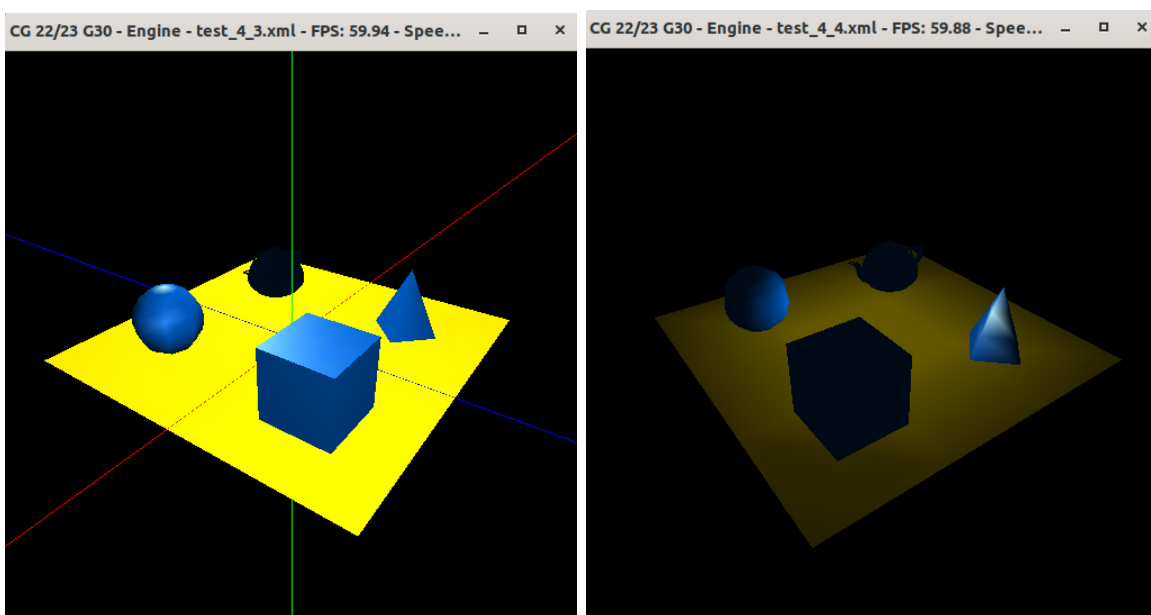 CG 22/23 G30 - Engine - test_4_3.xml - FPS: 59.94 - Spee...
CG 22/23 G30 - Engine - test_4_4.xml - FPS: 59.88 - Spee...